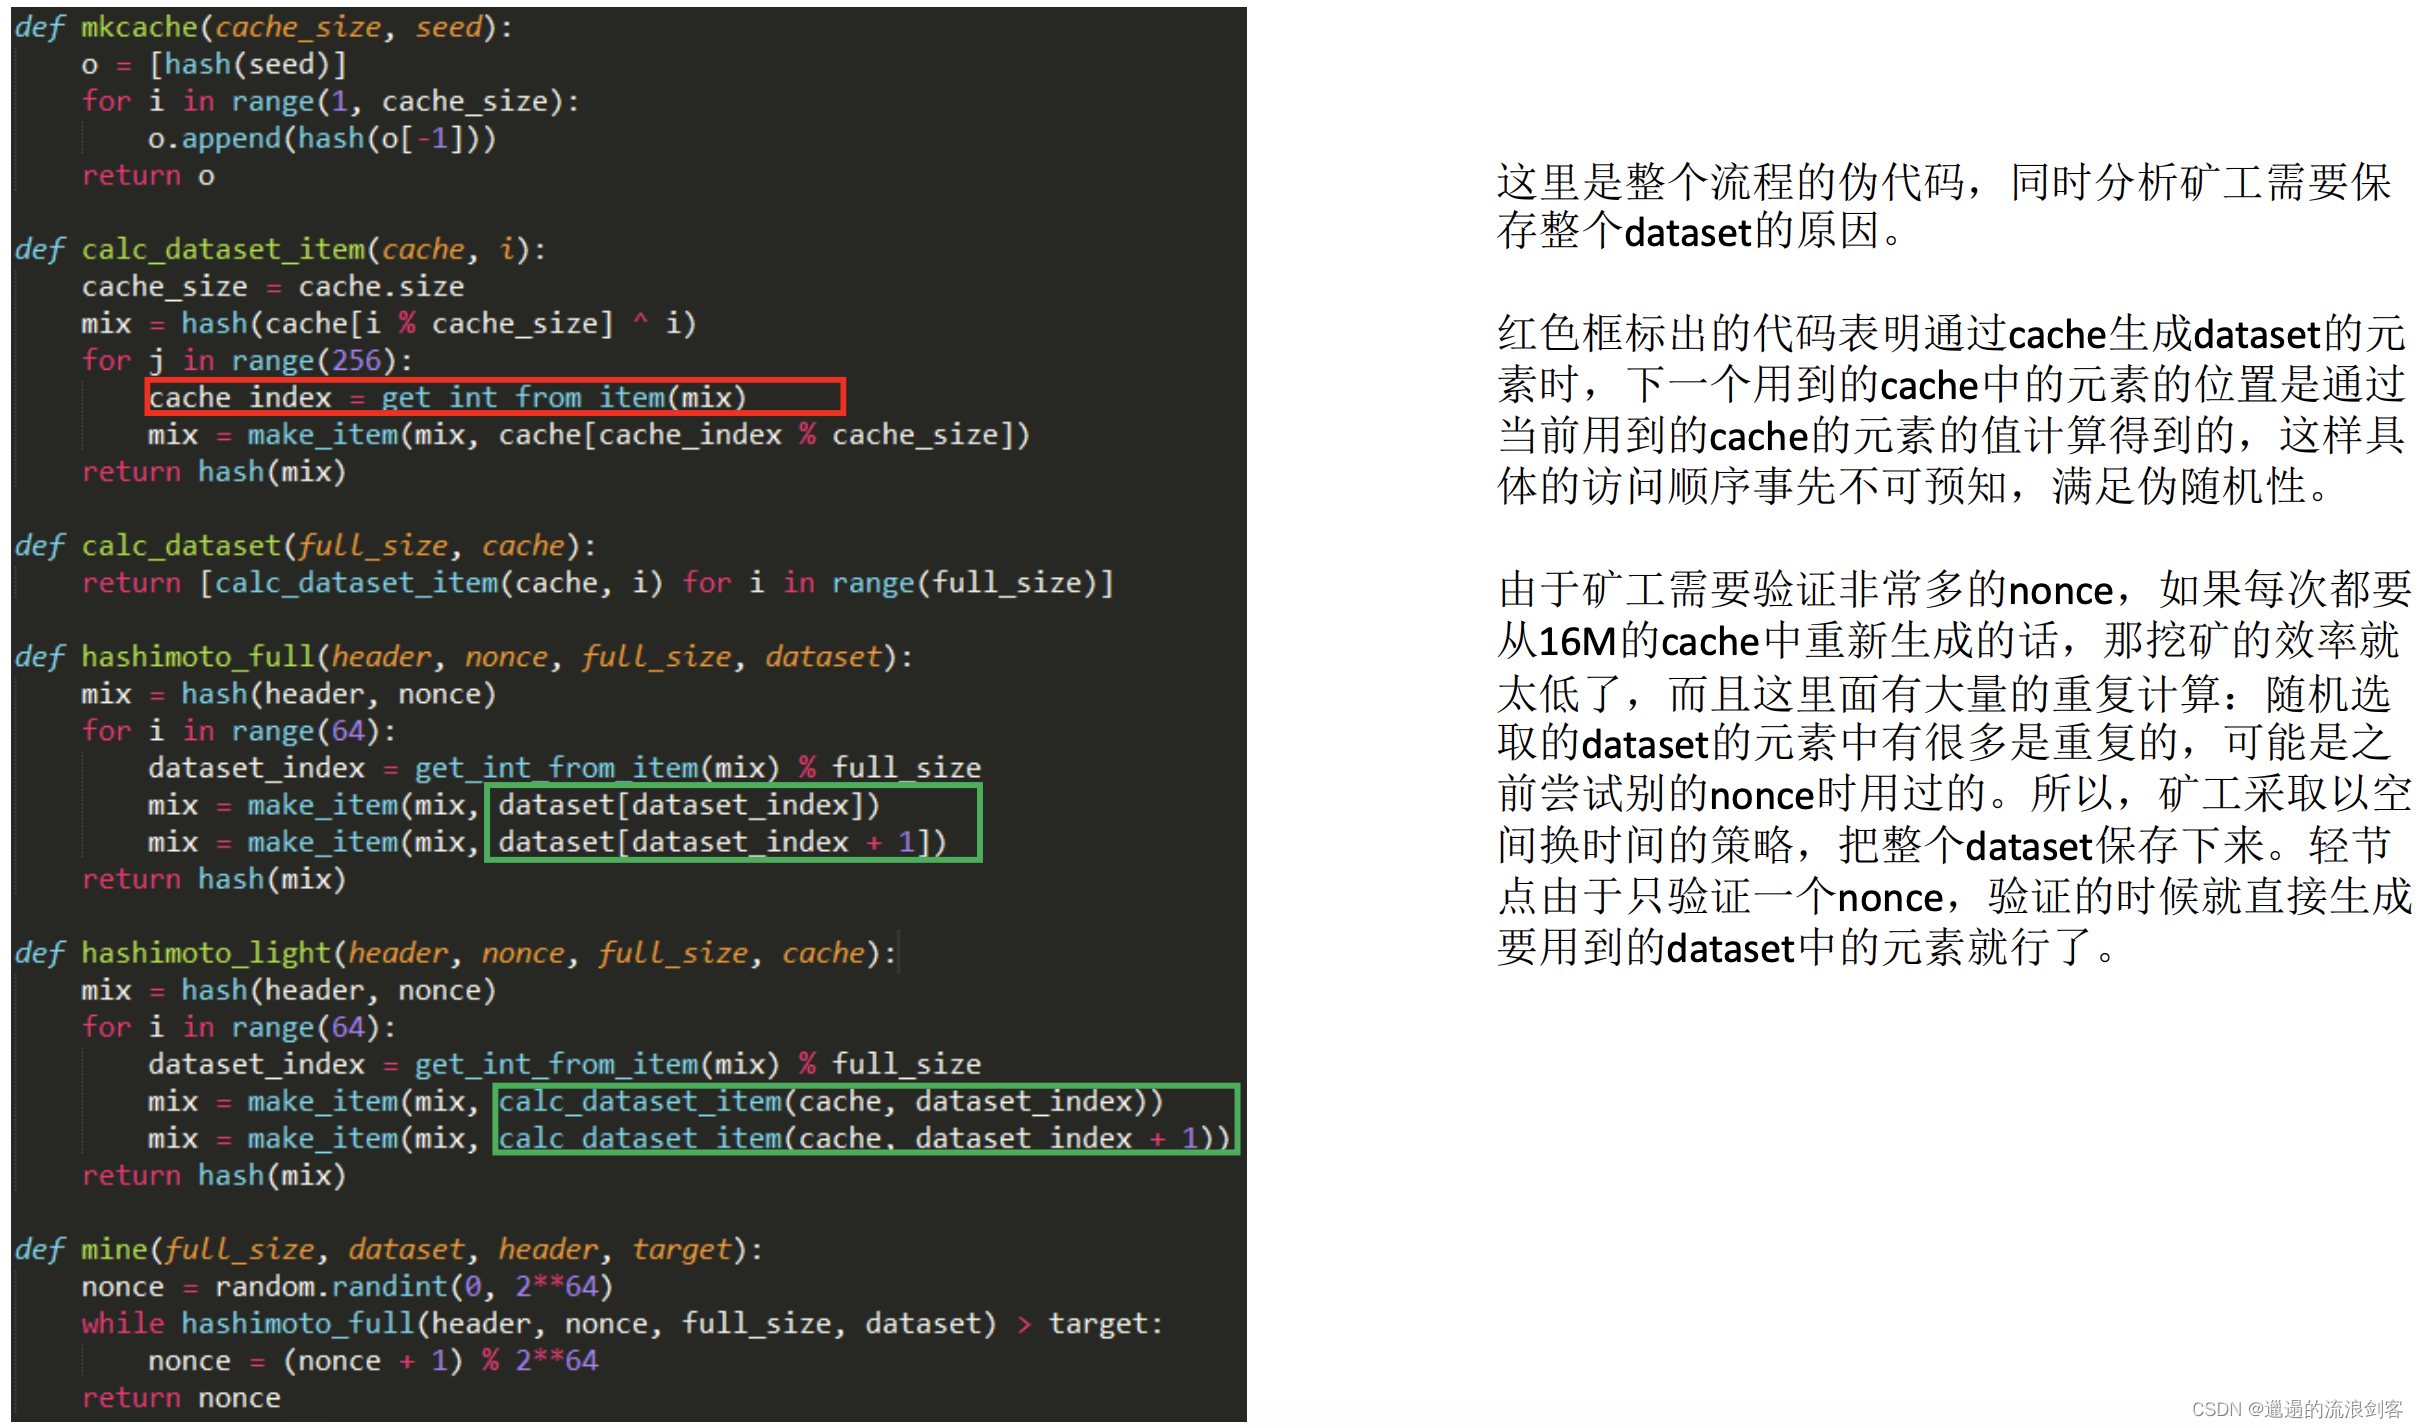 def mkcache(cache_size, seed):
    o = [hash(seed)]
    for i in range(1, cache_size):
        o.append(hash(o[-1]))
    return o
def calc_dataset_item(cache, i):
    cache_size = cache.size
    mix = hash(cache[i % cache_size] ^ i)
    for j in range(256):
        cache_index = get_int_from_item(mix)
        mix = make_item(mix, cache[cache_index % cache_size])
    return hash(mix)
def calc_dataset(full_size, cache):
    return [calc_dataset_item(cache, i) for i in range(full_size)]
def hashimoto_full(header, nonce, full_size, dataset):
    mix = hash(header, nonce)
    for i in range(64):
        dataset_index = get_int_from_item(mix) % full_size
        mix = make_item(mix, dataset[dataset_index])
        mix = make_item(mix, dataset[dataset_index + 1])
    return hash(mix)
def hashimoto_light(header, nonce, full_size, cache):
    mix = hash(header, nonce)
    for i in range(64):
        dataset_index = get_int_from_item(mix) % full_size
        mix = make_item(mix, calc_dataset_item(cache, dataset_index))
        mix = make_item(mix, calc_dataset_item(cache, dataset_index + 1))
    return hash(mix)
def mine(full_size, dataset, header, target):
    nonce = random.randint(0, 2**64)
    while hashimoto_full(header, nonce, full_size, dataset) > target:
        nonce = (nonce + 1) % 2**64
    return nonce
这里是整个流程的伪代码，同时分析矿工需要保
存整个dataset的原因。
红色框标出的代码表明通过cache生成dataset的元
素时，下一个用到的cache中的元素的位置是通过
当前用到的cache的元素的值计算得到的，这样具
体的访问顺序事先不可预知，满足伪随机性。
由于矿工需要验证非常多的nonce，如果每次都要
从16M的cache中重新生成的话，那挖矿的效率就
太低了，而且这里面有大量的重复计算：随机选
取的dataset的元素中有很多是重复的，可能是之
前尝试别的nonce时用过的。所以，矿工采取以空
间换时间的策略，把整个dataset保存下来。轻节
点由于只验证一个nonce，验证的时候就直接生成
要用到的dataset中的元素就行了。
CSDN @邋遢的流浪剑客